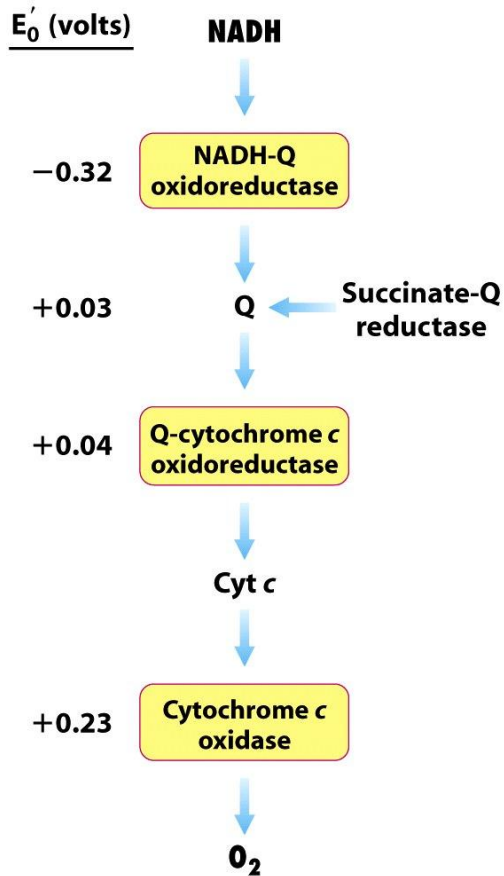 E₀′ (volts)
NADH
−0.32
NADH-Q
oxidoreductase
+0.03
Q
Succinate-Q
reductase
+0.04
Q-cytochrome c
oxidoreductase
Cyt c
+0.23
Cytochrome c
oxidase
O₂